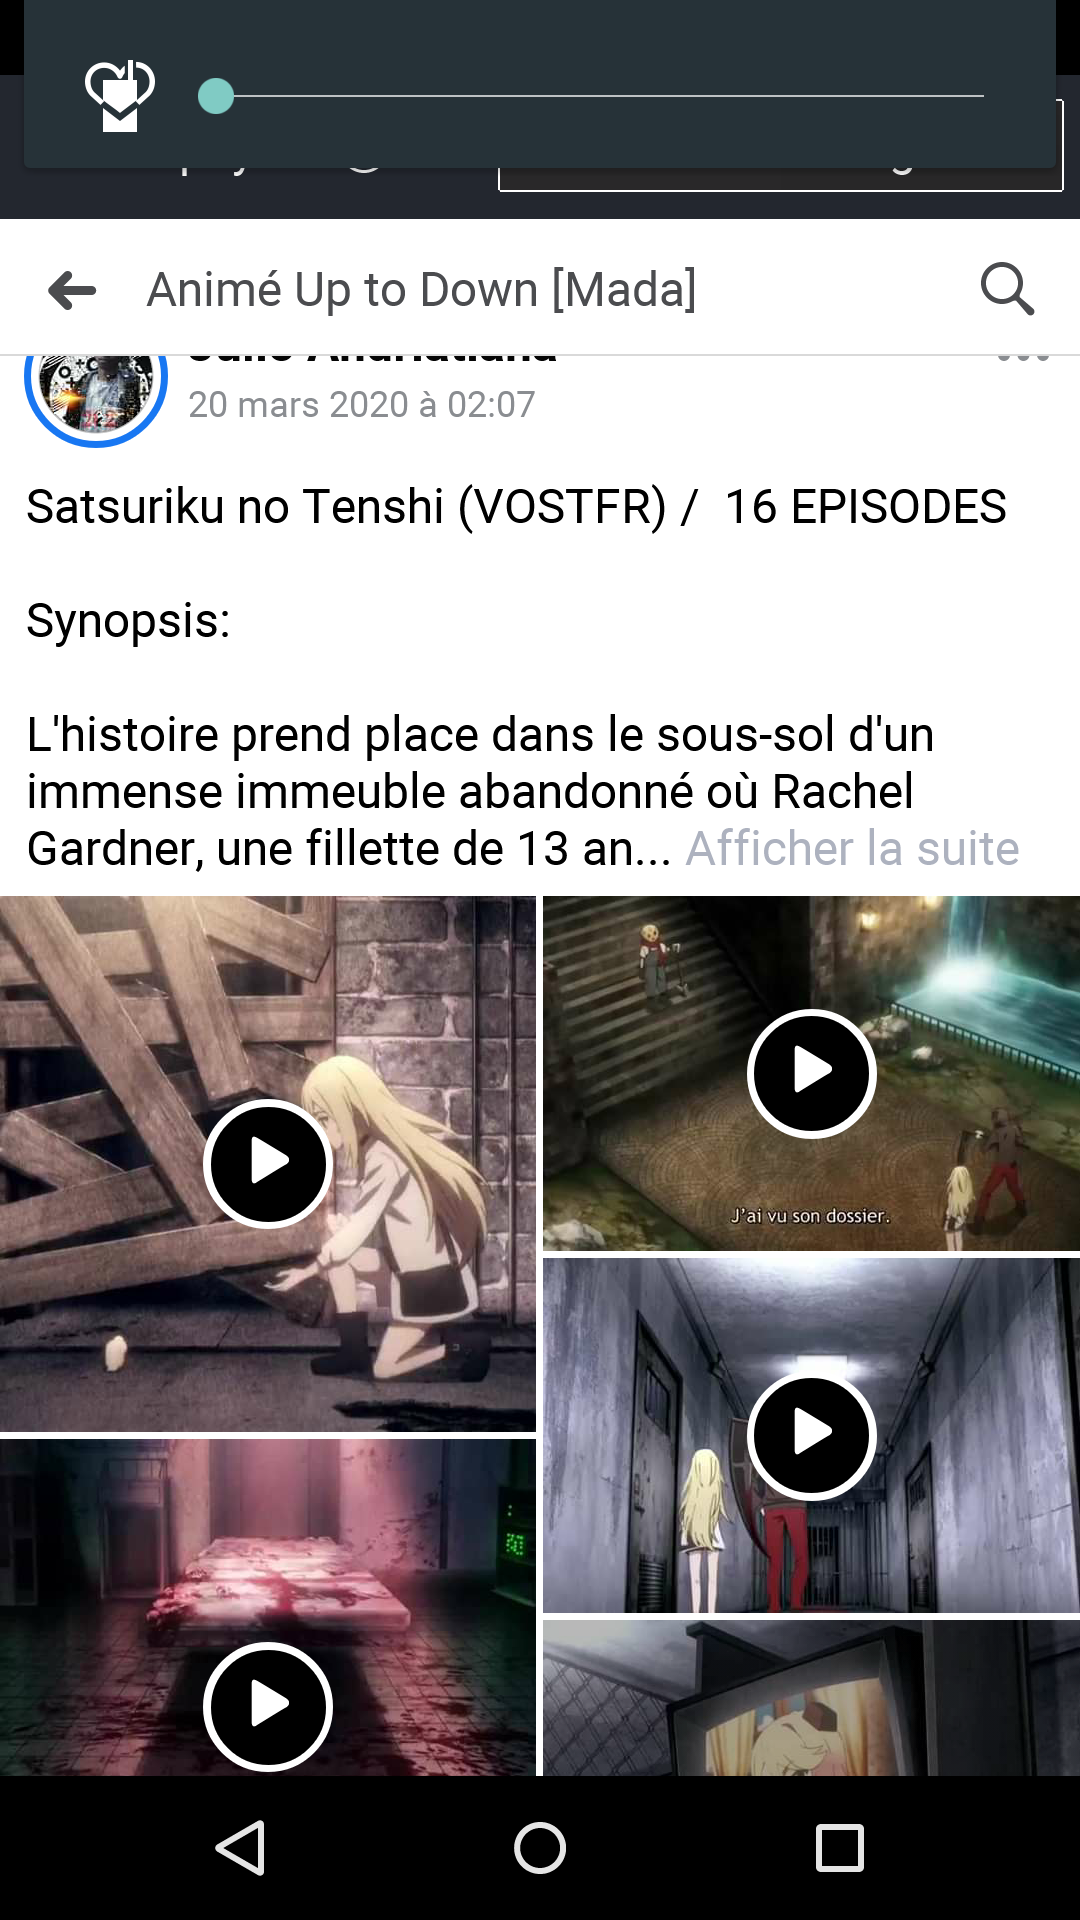 Animé Up to Down [Mada]
20 mars 2020 à 02:07
Satsuriku no Tenshi (VOSTFR) /  16 EPISODES
Synopsis:
L'histoire prend place dans le sous-sol d'un
immense immeuble abandonné où Rachel
Gardner, une fillette de 13 an... Afficher la suite
J'ai vu son dossier.